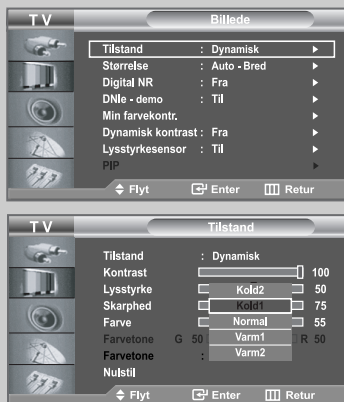 TV Billede
Tilstand : Dynamisk
Størrelse : Auto - Bred
Digital NR : Fra
DNIe - demo : Til
Min farvekontr.
Dynamisk kontrast : Fra
Lysstyrkesensor : Til
PIP
Flyt Enter Retur
TV Tilstand
Tilstand : Dynamisk
Kontrast 100
Lysstyrke Kold2 50
Skarphed Kold1 75
Farve Normal 55
Farvetone G 50 Varm1 R 50
Farvetone : Varm2
Nulstil
Flyt Enter Retur